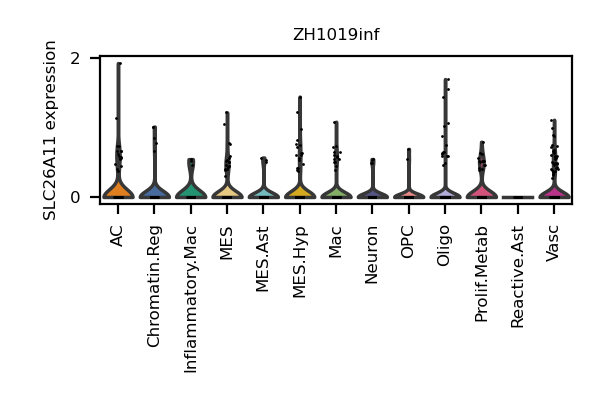 ZH1019inf
SLC26A11 expression
2
0
AC
Chromatin.Reg
Inflammatory.Mac
MES
MES.Ast
MES.Hyp
Mac
Neuron
OPC
Oligo
Prolif.Metab
Reactive.Ast
Vasc